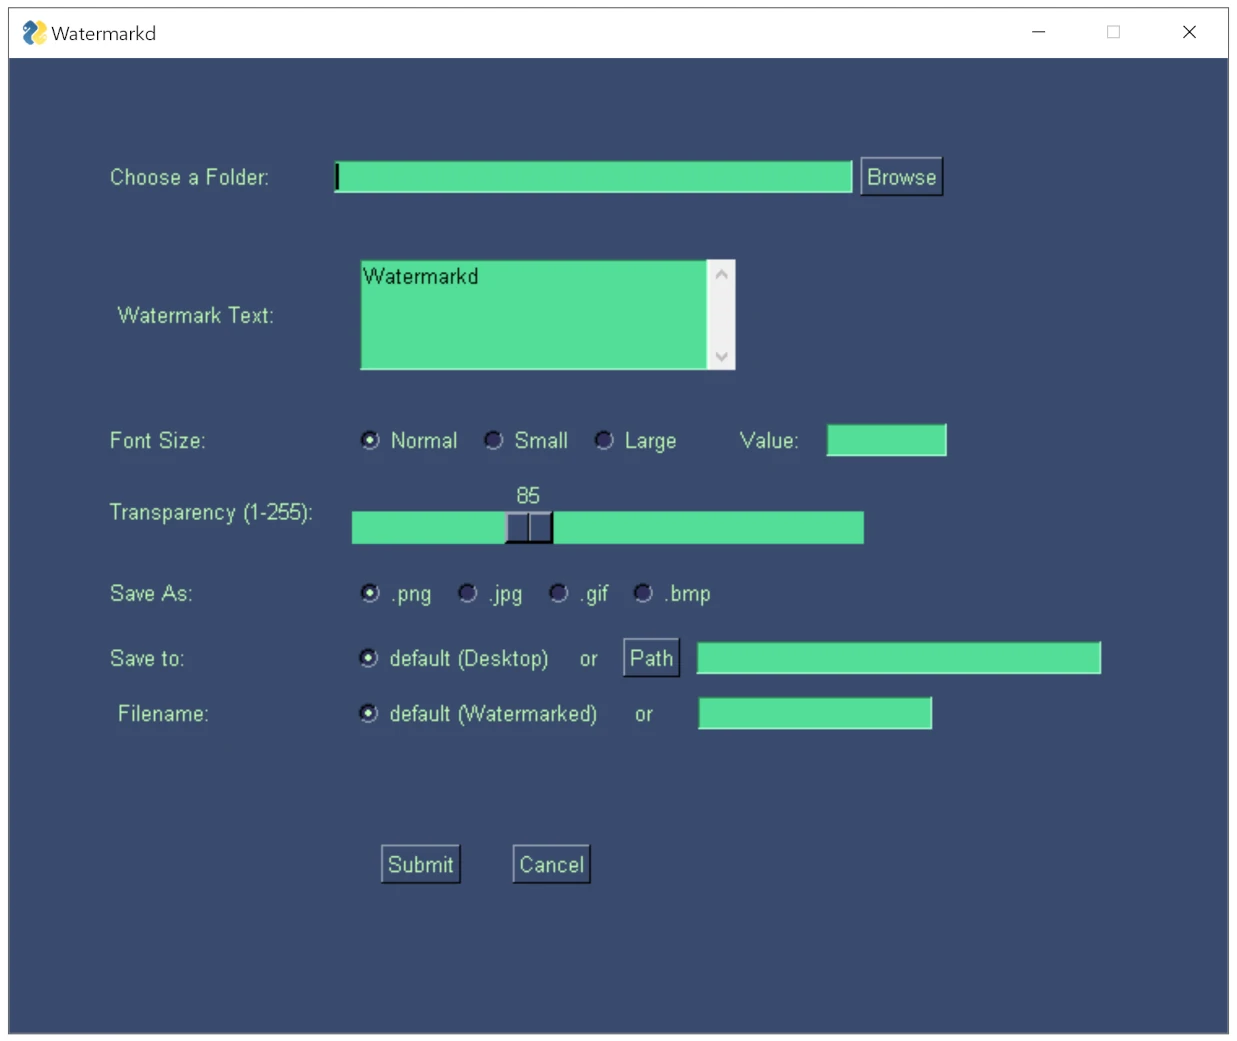 Watermarkd
Choose a Folder: Browse
Watermarkd
Watermark Text:
Font Size: Normal Small Large Value:
85
Transparency (1-255):
Save As: .png .jpg .gif .bmp
Save to: default (Desktop) or Path
Filename: default (Watermarked) or
Submit Cancel